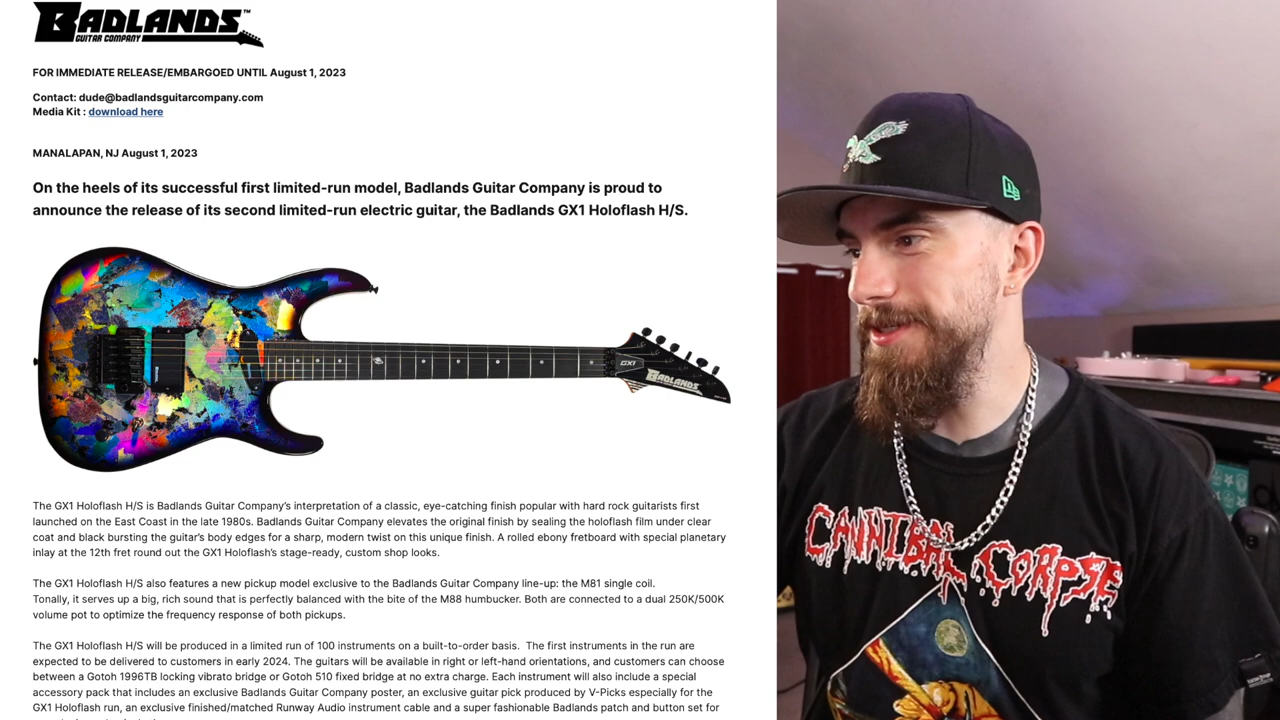 BADLANDS™
GUITAR COMPANY
FOR IMMEDIATE RELEASE/EMBARGOED UNTIL August 1, 2023
Contact: dude@badlandsguitarcompany.com
Media Kit : download here
MANALAPAN, NJ August 1, 2023
On the heels of its successful first limited-run model, Badlands Guitar Company is proud to
announce the release of its second limited-run electric guitar, the Badlands GX1 Holoflash H/S.
GX1
BADLANDS
The GX1 Holoflash H/S is Badlands Guitar Company's interpretation of a classic, eye-catching finish popular with hard rock guitarists first
launched on the East Coast in the late 1980s. Badlands Guitar Company elevates the original finish by sealing the holoflash film under clear
coat and black bursting the guitar's body edges for a sharp, modern twist on this unique finish. A rolled ebony fretboard with special planetary
inlay at the 12th fret round out the GX1 Holoflash's stage-ready, custom shop looks.
The GX1 Holoflash H/S also features a new pickup model exclusive to the Badlands Guitar Company line-up: the M81 single coil.
Tonally, it serves up a big, rich sound that is perfectly balanced with the bite of the M88 humbucker. Both are connected to a dual 250K/500K
volume pot to optimize the frequency response of both pickups.
The GX1 Holoflash H/S will be produced in a limited run of 100 instruments on a built-to-order basis.  The first instruments in the run are
expected to be delivered to customers in early 2024. The guitars will be available in right or left-hand orientations, and customers can choose
between a Gotoh 1996TB locking vibrato bridge or Gotoh 510 fixed bridge at no extra charge. Each instrument will also include a special
accessory pack that includes an exclusive Badlands Guitar Company poster, an exclusive guitar pick produced by V-Picks especially for the
GX1 Holoflash run, an exclusive finished/matched Runway Audio instrument cable and a super fashionable Badlands patch and button set for
CANNIBAL CORPSE